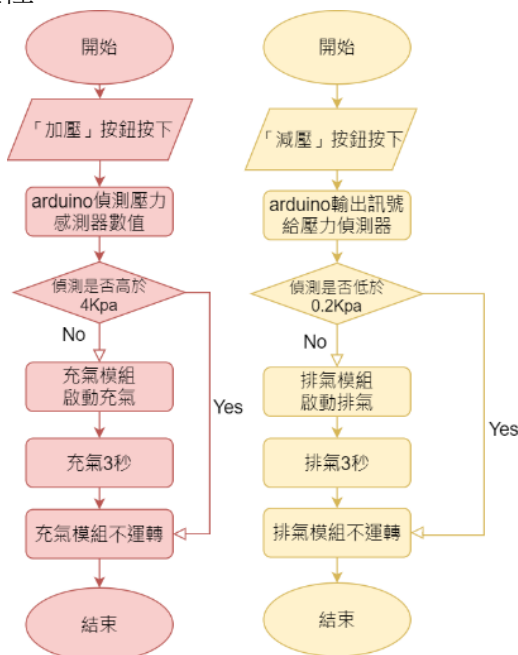 開始
「加壓」按鈕按下
arduino偵測壓力
感測器數值
偵測是否高於
4Kpa
No
Yes
充氣模組
啟動充氣
充氣3秒
充氣模組不運轉
結束
開始
「減壓」按鈕按下
arduino輸出訊號
給壓力偵測器
偵測是否低於
0.2Kpa
No
Yes
排氣模組
啟動排氣
排氣3秒
排氣模組不運轉
結束